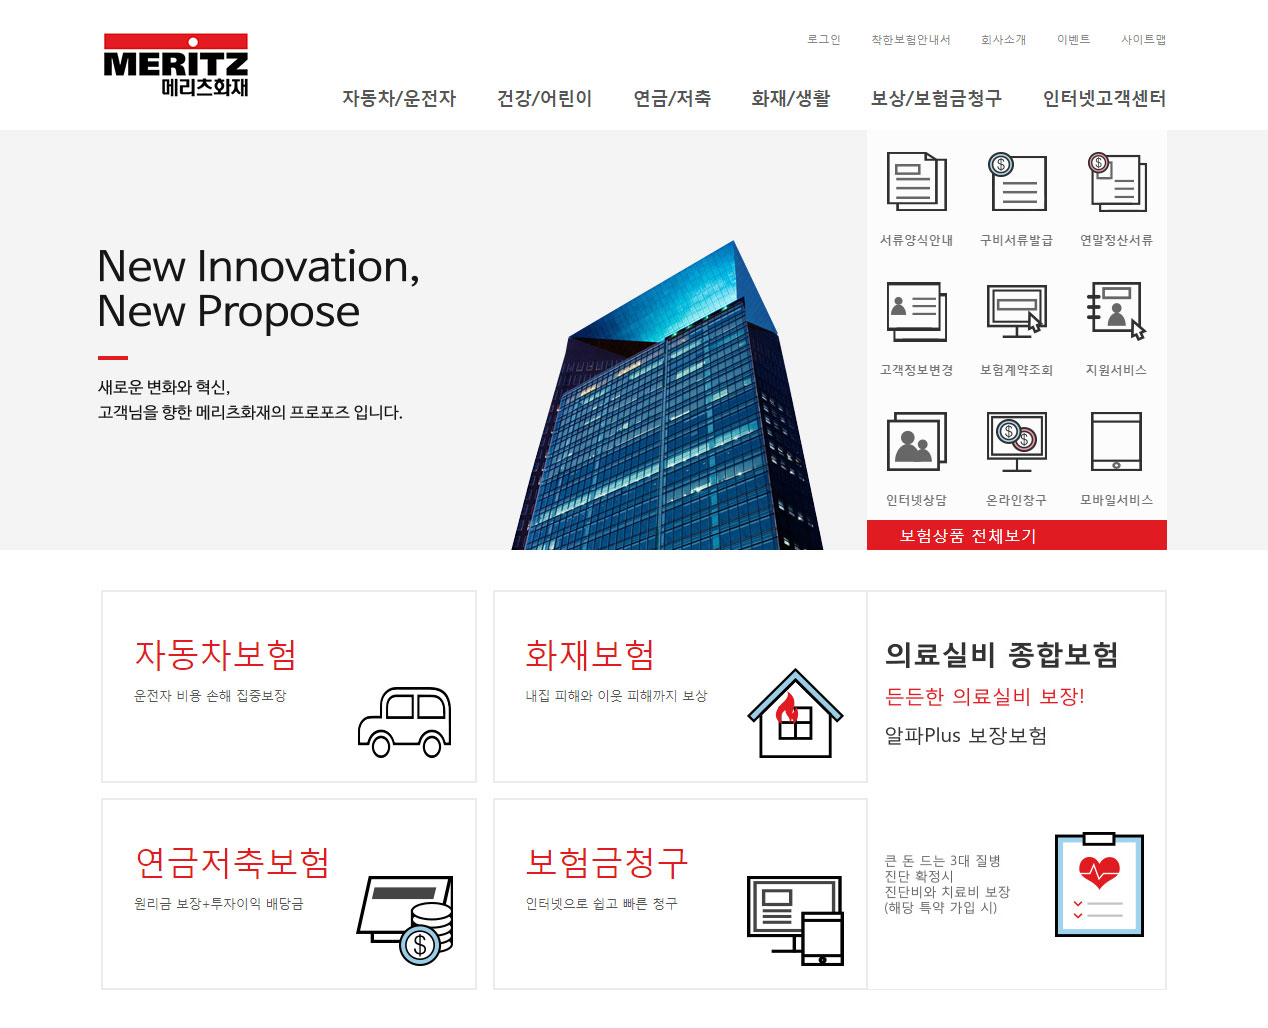 MERITZ
메리츠화재
로그인 착한보험안내서 회사소개 이벤트 사이트맵
자동차/운전자 건강/어린이 연금/저축 화재/생활 보상/보험금청구 인터넷고객센터
New Innovation,
New Propose
새로운 변화와 혁신,
고객님을 향한 메리츠화재의 프로포즈 입니다.
서류양식안내 구비서류발급 연말정산서류
고객정보변경 보험계약조회 지원서비스
인터넷상담 온라인창구 모바일서비스
보험상품 전체보기
자동차보험
운전자 비용 손해 집중보장
화재보험
내집 피해와 이웃 피해까지 보상
의료실비 종합보험
든든한 의료실비 보장!
알파Plus 보장보험
연금저축보험
원리금 보장+투자이익 배당금
보험금청구
인터넷으로 쉽고 빠른 청구
큰 돈 드는 3대 질병
진단 확정시
진단비와 치료비 보장
(해당 특약 가입 시)